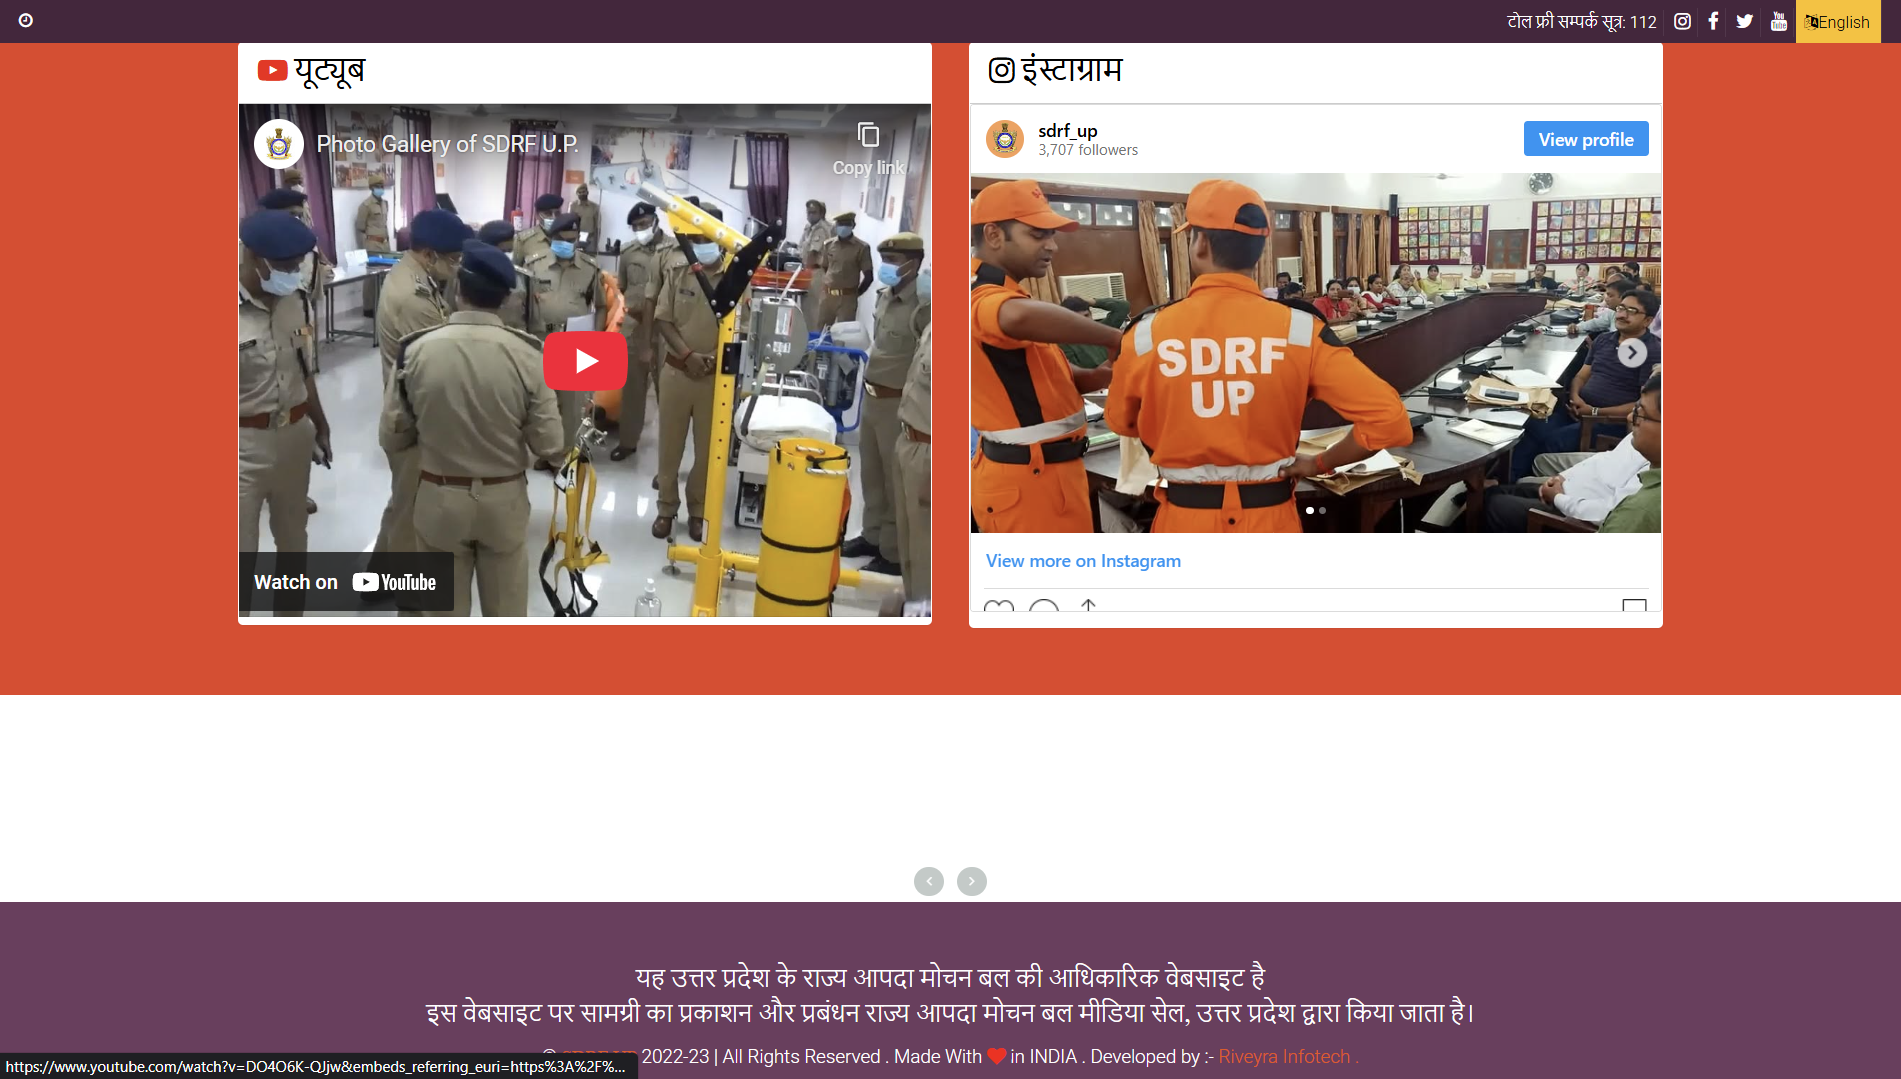 टोल फ्री सम्पर्क सूत्र: 112
English
यूट्यूब
Photo Gallery of SDRF U.P.
Copy link
Watch on YouTube
इंस्टाग्राम
sdrf_up
3,707 followers
View profile
SDRF
UP
View more on Instagram
यह उत्तर प्रदेश के राज्य आपदा मोचन बल की आधिकारिक वेबसाइट है
इस वेबसाइट पर सामग्री का प्रकाशन और प्रबंधन राज्य आपदा मोचन बल मीडिया सेल, उत्तर प्रदेश द्वारा किया जाता है।
2022-23 | All Rights Reserved . Made With ❤ in INDIA . Developed by :- Riveyra Infotech .
https://www.youtube.com/watch?v=DO4O6K-QJjw&embeds_referring_euri=https%3A%2F%...